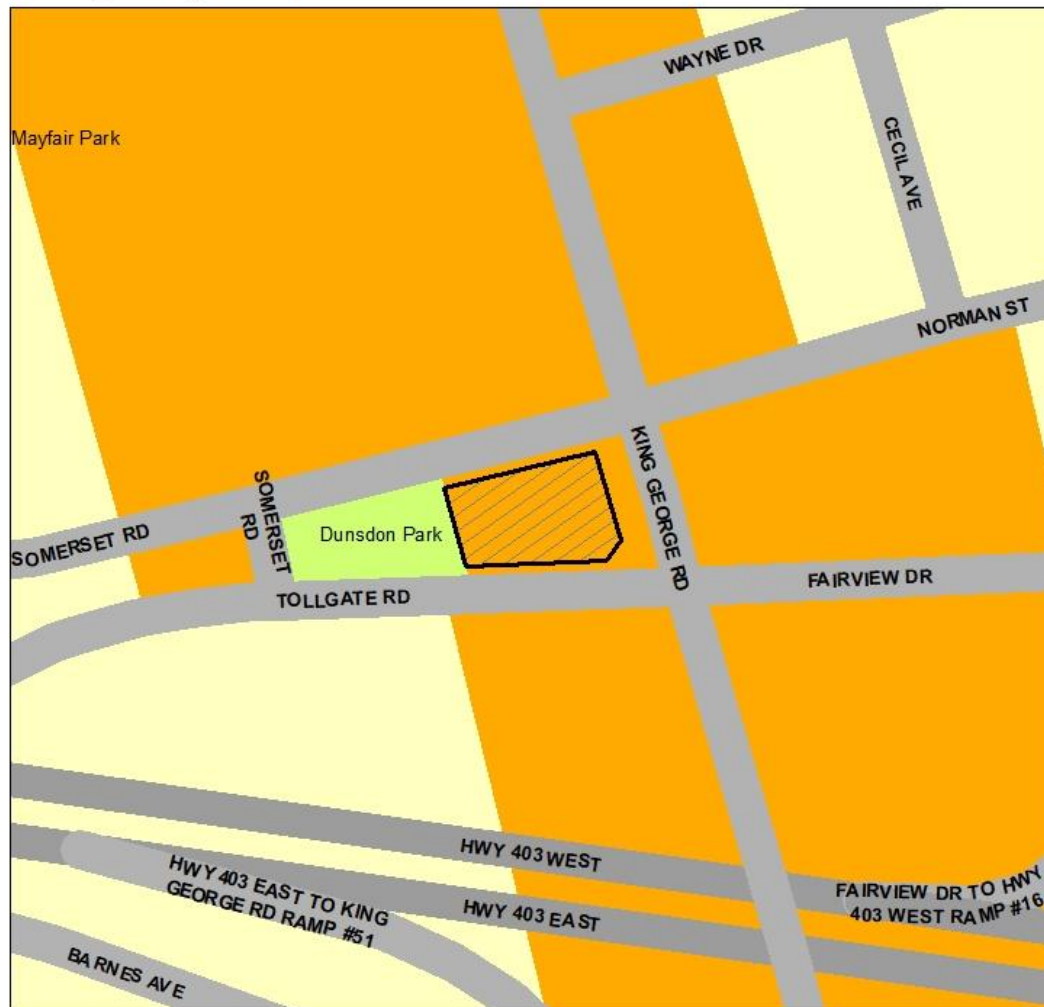 WAYNE DR
Mayfair Park
CECIL AVE
NORMAN ST
KING GEORGE RD
SOMERSET
RD
SOMERSET RD
Dunsdon Park
FAIRVIEW DR
TOLLGATE RD
HWY 403 WEST
HWY 403 EAST TO KING
GEORGE RD RAMP #51
HWY 403 EAST
FAIRVIEW DR TO HWY
403 WEST RAMP #16
BARNES AVE